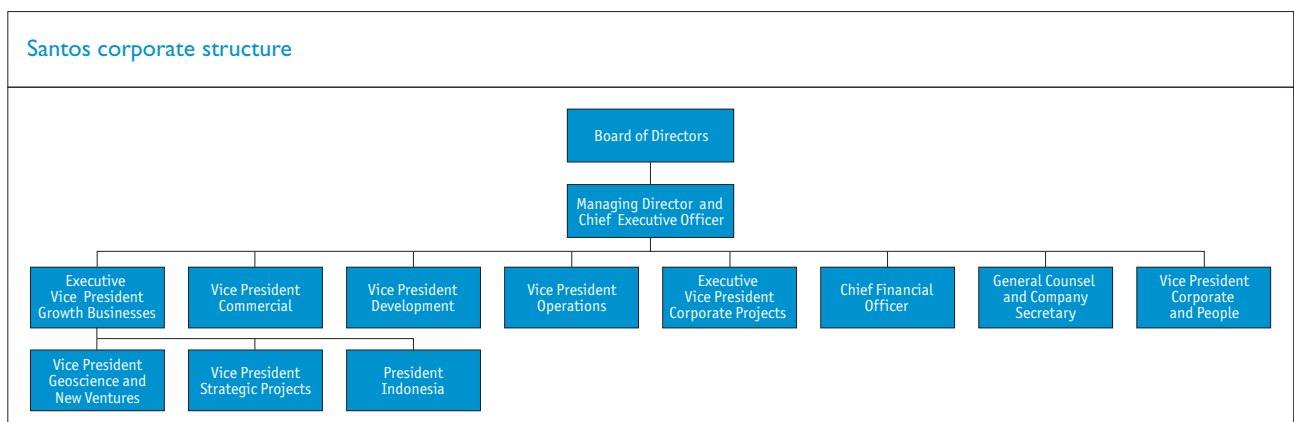 Santos corporate structure
Board of Directors
Managing Director and
Chief Executive Officer
Executive
Vice President
Growth Businesses
Vice President
Commercial
Vice President
Development
Vice President
Operations
Executive
Vice President
Corporate Projects
Chief Financial
Officer
General Counsel
and Company
Secretary
Vice President
Corporate
and People
Vice President
Geoscience and
New Ventures
Vice President
Strategic Projects
President
Indonesia